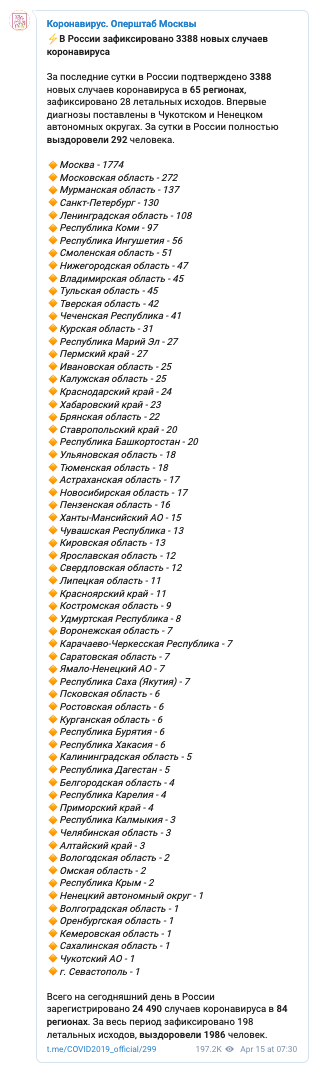 Коронавирус. Оперштаб Москвы
⚡В России зафиксировано 3388 новых случаев
коронавируса
За последние сутки в России подтверждено 3388
новых случаев коронавируса в 65 регионах,
зафиксировано 28 летальных исходов. Впервые
диагнозы поставлены в Чукотском и Ненецком
автономных округах. За сутки в России полностью
выздоровели 292 человека.
🔸Москва - 1774
🔸Московская область - 272
🔸Мурманская область - 137
🔸Санкт-Петербург - 130
🔸Ленинградская область - 108
🔸Республика Коми - 97
🔸Республика Ингушетия - 56
🔸Смоленская область - 51
🔸Нижегородская область - 47
🔸Владимирская область - 45
🔸Тульская область - 45
🔸Тверская область - 42
🔸Чеченская Республика - 41
🔸Курская область - 31
🔸Республика Марий Эл - 27
🔸Пермский край - 27
🔸Ивановская область - 25
🔸Калужская область - 25
🔸Краснодарский край - 24
🔸Хабаровский край - 23
🔸Брянская область - 22
🔸Ставропольский край - 20
🔸Республика Башкортостан - 20
🔸Ульяновская область - 18
🔸Тюменская область - 18
🔸Астраханская область - 17
🔸Новосибирская область - 17
🔸Пензенская область - 16
🔸Ханты-Мансийский АО - 15
🔸Чувашская Республика - 13
🔸Кировская область - 13
🔸Ярославская область - 12
🔸Свердловская область - 12
🔸Липецкая область - 11
🔸Красноярский край - 11
🔸Костромская область - 9
🔸Удмуртская Республика - 8
🔸Воронежская область - 7
🔸Карачаево-Черкесская Республика - 7
🔸Саратовская область - 7
🔸Ямало-Ненецкий АО - 7
🔸Республика Саха (Якутия) - 7
🔸Псковская область - 6
🔸Ростовская область - 6
🔸Курганская область - 6
🔸Республика Бурятия - 6
🔸Республика Хакасия - 6
🔸Калининградская область - 5
🔸Республика Дагестан - 5
🔸Белгородская область - 4
🔸Республика Карелия - 4
🔸Приморский край - 4
🔸Республика Калмыкия - 3
🔸Челябинская область - 3
🔸Алтайский край - 3
🔸Вологодская область - 2
🔸Омская область - 2
🔸Республика Крым - 2
🔸Ненецкий автономный округ - 1
🔸Волгоградская область - 1
🔸Оренбургская область - 1
🔸Кемеровская область - 1
🔸Сахалинская область - 1
🔸Чукотский АО - 1
🔸г. Севастополь - 1
Всего на сегодняшний день в России
зарегистрировано 24 490 случаев коронавируса в 84
регионах. За весь период зафиксировано 198
летальных исходов, выздоровели 1986 человек.
t.me/COVID2019_official/299 197.2K Apr 15 at 07:30